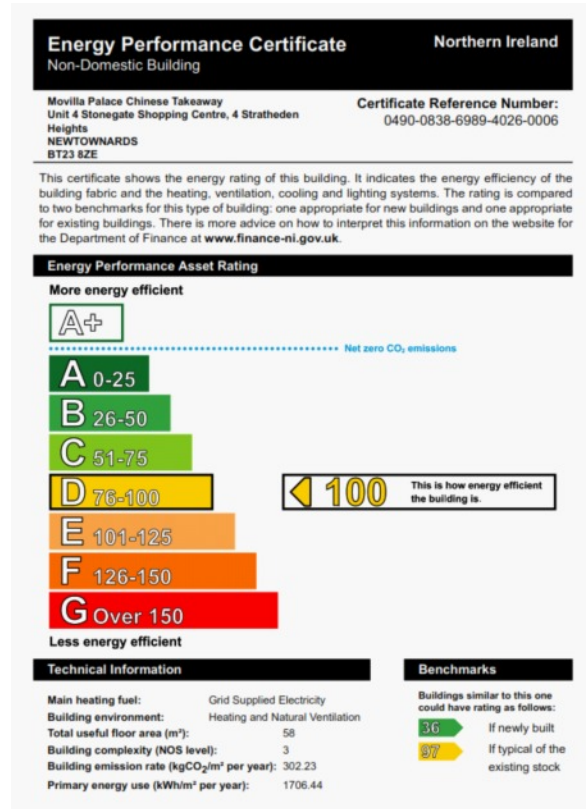 Energy Performance Certificate
Northern Ireland
Non-Domestic Building
Movilla Palace Chinese Takeaway
Unit 4 Stonegate Shopping Centre, 4 Stratheden
Heights
NEWTOWNARDS
BT23 8ZE
Certificate Reference Number:
0490-0838-6989-4026-0006
This certificate shows the energy rating of this building. It indicates the energy efficiency of the
building fabric and the heating, ventilation, cooling and lighting systems. The rating is compared
to two benchmarks for this type of building: one appropriate for new buildings and one appropriate
for existing buildings. There is more advice on how to interpret this information on the website for
the Department of Finance at www.finance-ni.gov.uk.
Energy Performance Asset Rating
More energy efficient
A+
Net zero CO₂ emissions
A 0-25
B 26-50
C 51-75
D 76-100
100
This is how energy efficient
the building is.
E 101-125
F 126-150
G Over 150
Less energy efficient
Technical Information
Main heating fuel: Grid Supplied Electricity
Building environment: Heating and Natural Ventilation
Total useful floor area (m²): 58
Building complexity (NOS level): 3
Building emission rate (kgCO₂/m² per year): 302.23
Primary energy use (kWh/m² per year): 1706.44
Benchmarks
Buildings similar to this one
could have rating as follows:
36 If newly built
97 If typical of the
existing stock